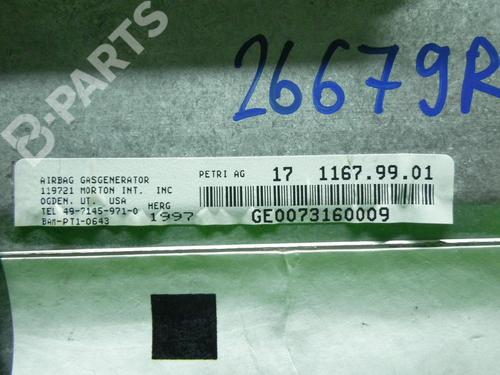 B-PARTS
26679R
AIRBAG GASGENERATOR
119721 MORTON INT. INC
OGDEN. UT. USA
TEL 49-7145-971-0
BAM-PT1-0643
HERG
1997
PETRI AG
17 1167.99.01
GE0073160009